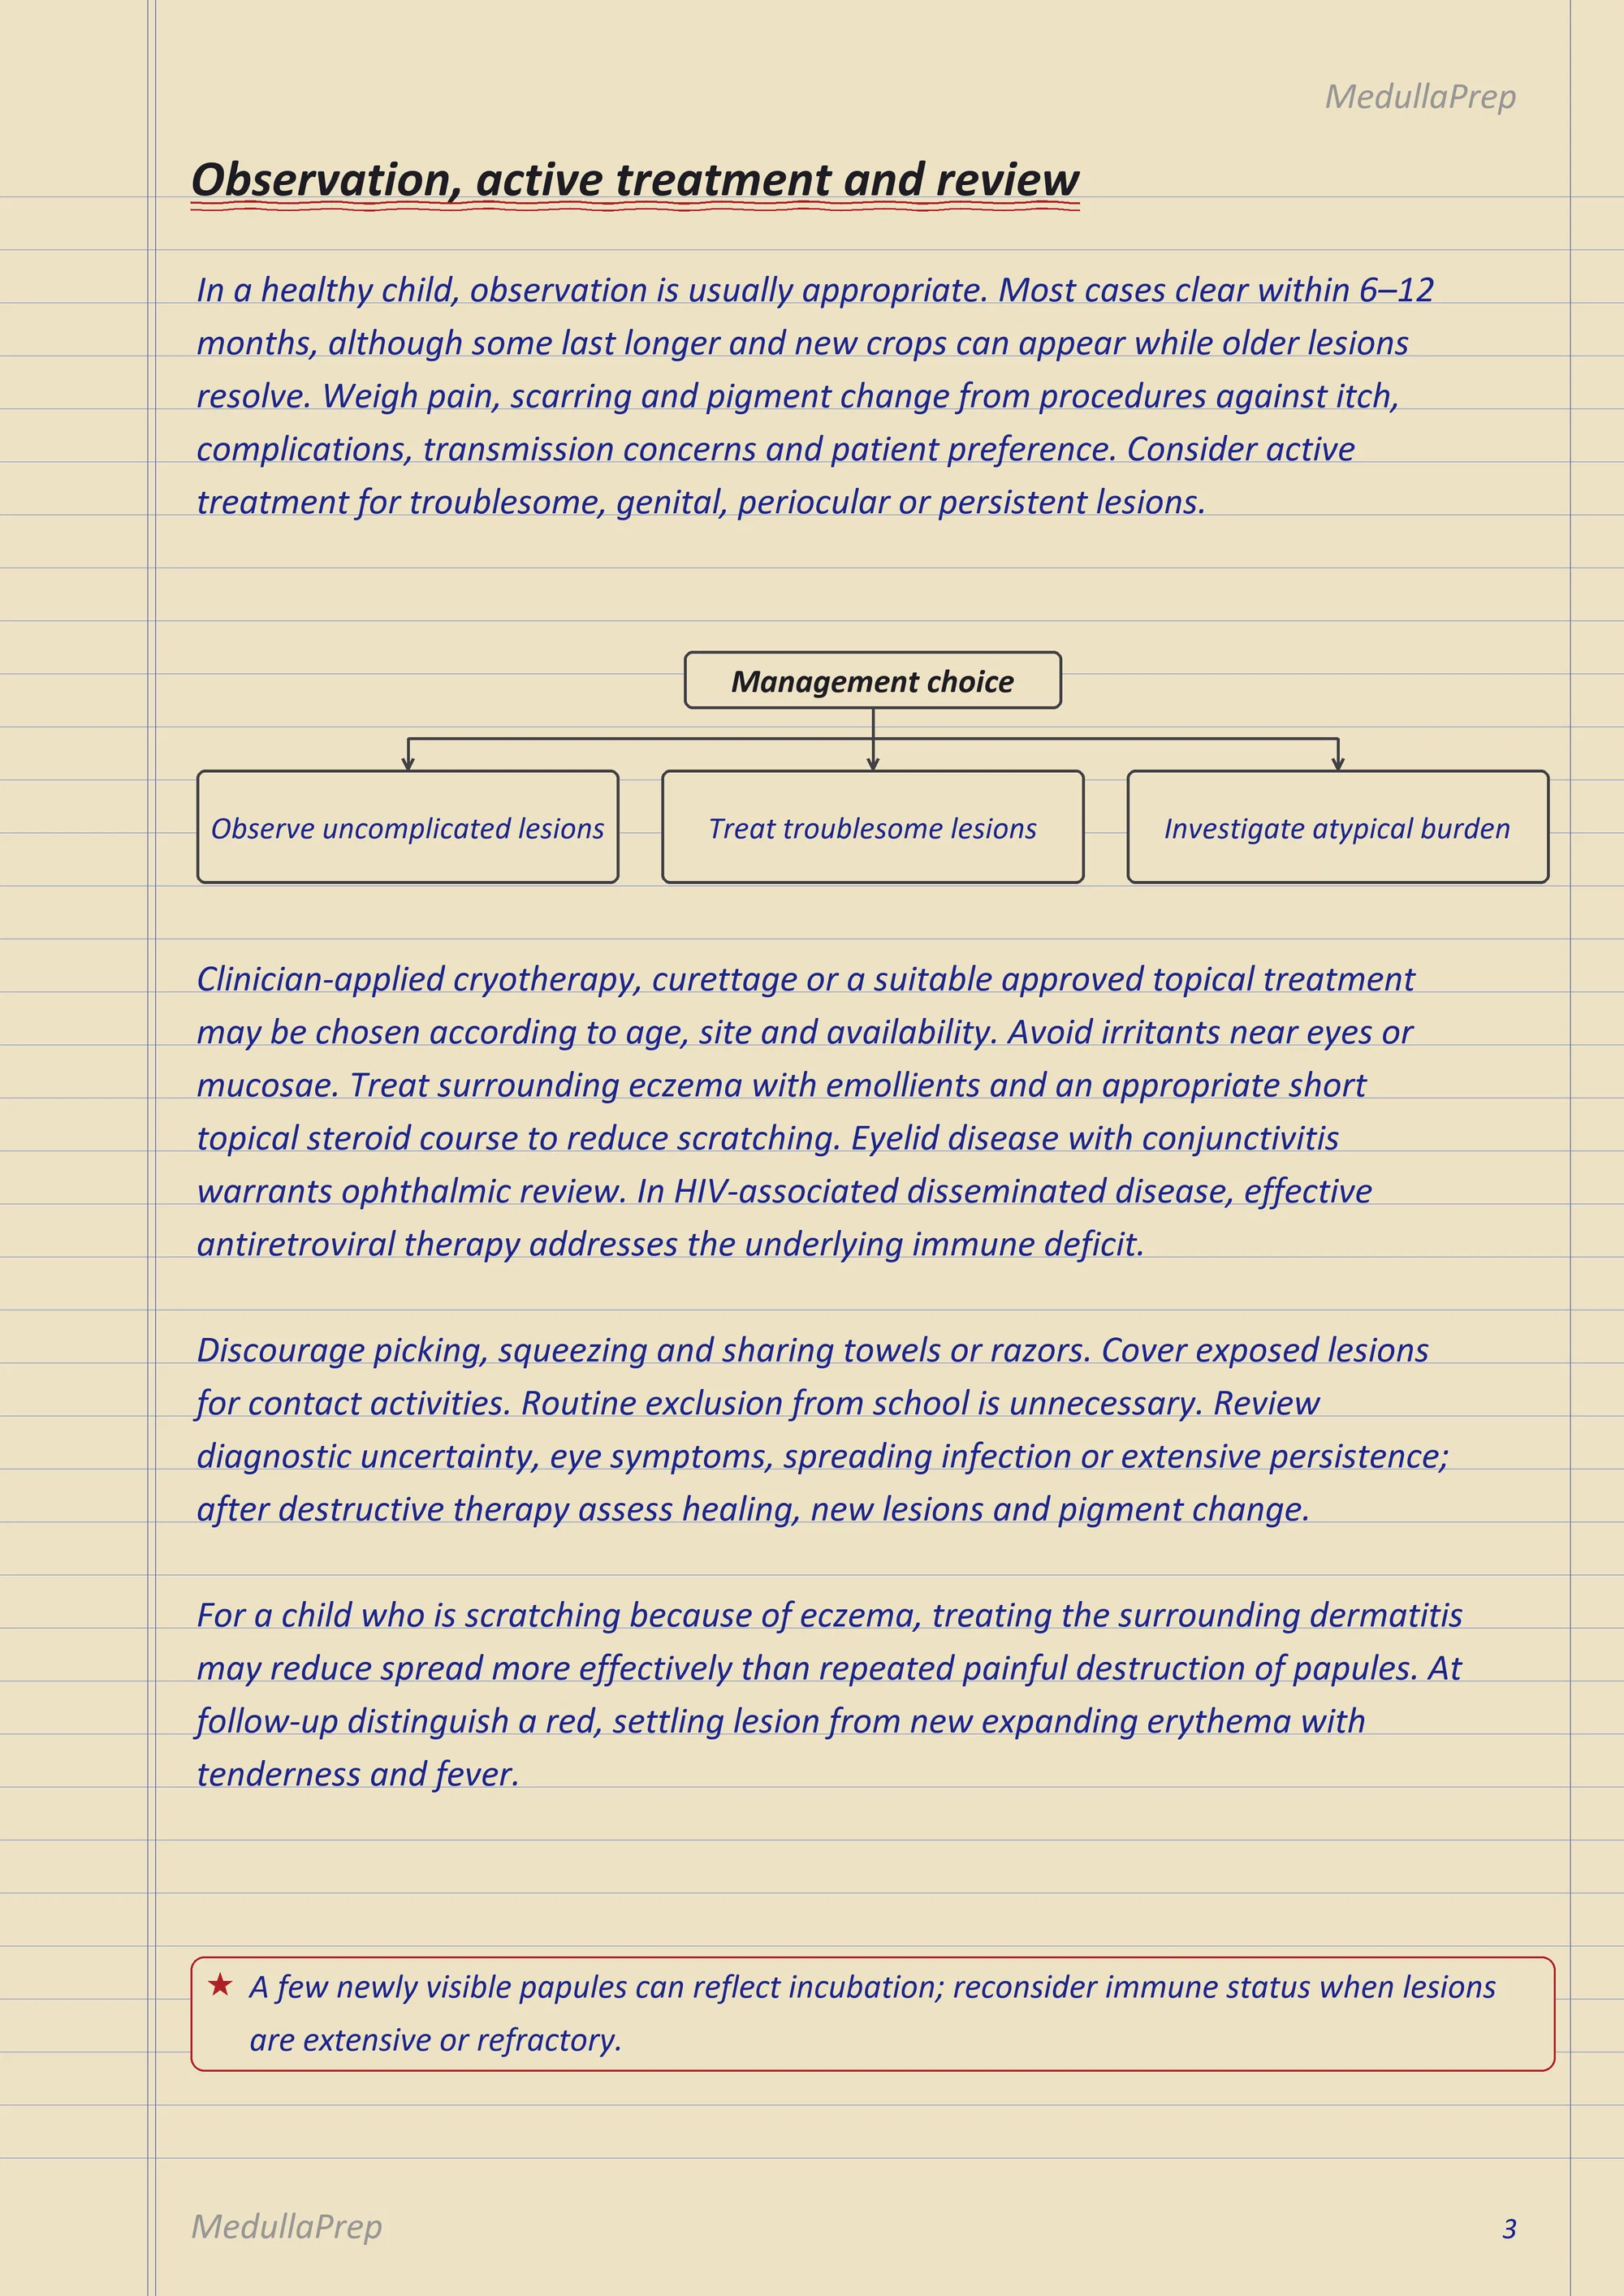 MedullaPrep
Observation, active treatment and review
In a healthy child, observation is usually appropriate. Most cases clear within 6–12
months, although some last longer and new crops can appear while older lesions
resolve. Weigh pain, scarring and pigment change from procedures against itch,
complications, transmission concerns and patient preference. Consider active
treatment for troublesome, genital, periocular or persistent lesions.
Management choice
Observe uncomplicated lesions
Treat troublesome lesions
Investigate atypical burden
Clinician-applied cryotherapy, curettage or a suitable approved topical treatment
may be chosen according to age, site and availability. Avoid irritants near eyes or
mucosae. Treat surrounding eczema with emollients and an appropriate short
topical steroid course to reduce scratching. Eyelid disease with conjunctivitis
warrants ophthalmic review. In HIV-associated disseminated disease, effective
antiretroviral therapy addresses the underlying immune deficit.
Discourage picking, squeezing and sharing towels or razors. Cover exposed lesions
for contact activities. Routine exclusion from school is unnecessary. Review
diagnostic uncertainty, eye symptoms, spreading infection or extensive persistence;
after destructive therapy assess healing, new lesions and pigment change.
For a child who is scratching because of eczema, treating the surrounding dermatitis
may reduce spread more effectively than repeated painful destruction of papules. At
follow-up distinguish a red, settling lesion from new expanding erythema with
tenderness and fever.
★ A few newly visible papules can reflect incubation; reconsider immune status when lesions
are extensive or refractory.
MedullaPrep
3